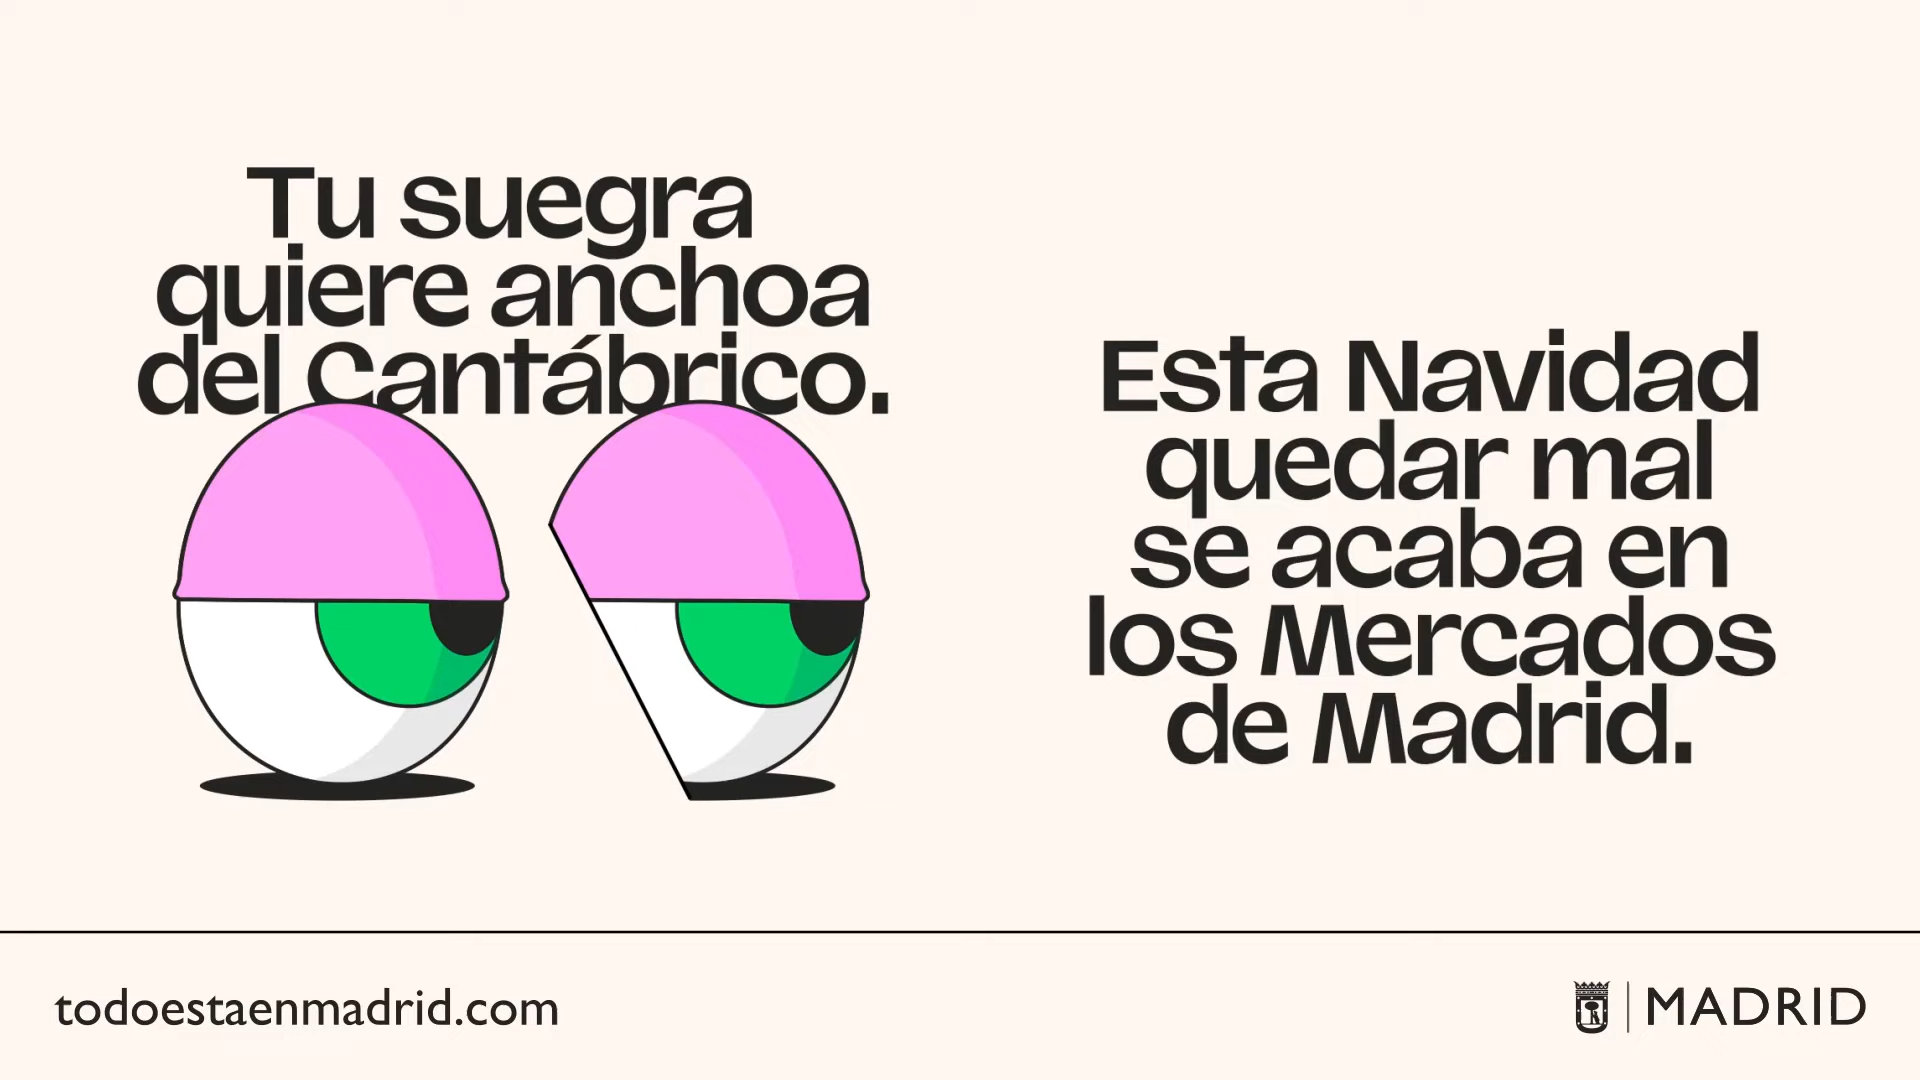 Tu suegra
quiere anchoa
del Cantábrico.
Esta Navidad
quedar mal
se acaba en
los Mercados
de Madrid.
todoestaenmadrid.com
MADRID